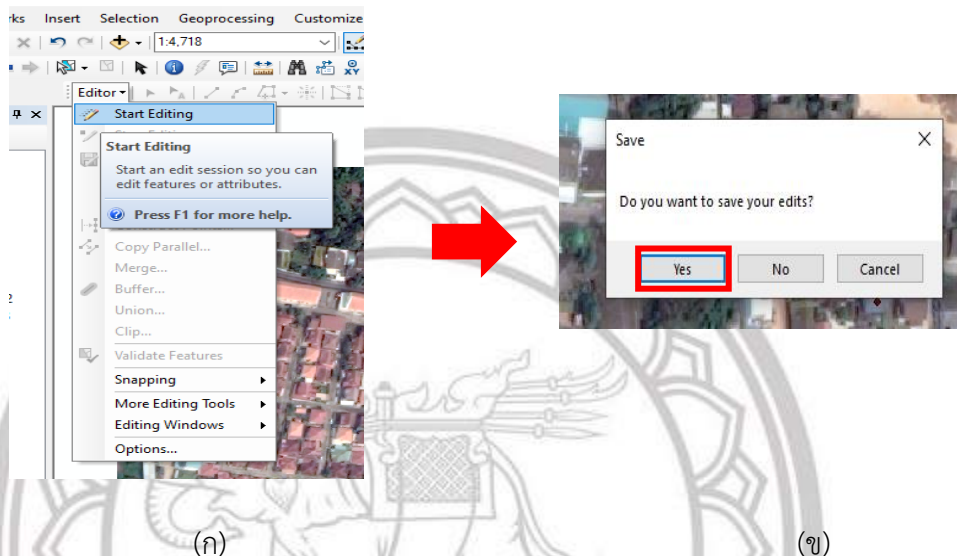 rks Insert Selection Geoprocessing Customize
1:4,718
XY
Editor
Start Editing
Start Editing
Start an edit session so you can
edit features or attributes.
Press F1 for more help.
Copy Parallel...
Merge...
Buffer...
Union...
Clip...
Validate Features
Snapping
More Editing Tools
Editing Windows
Options...
Save
Do you want to save your edits?
Yes No Cancel
(ก) (ข)